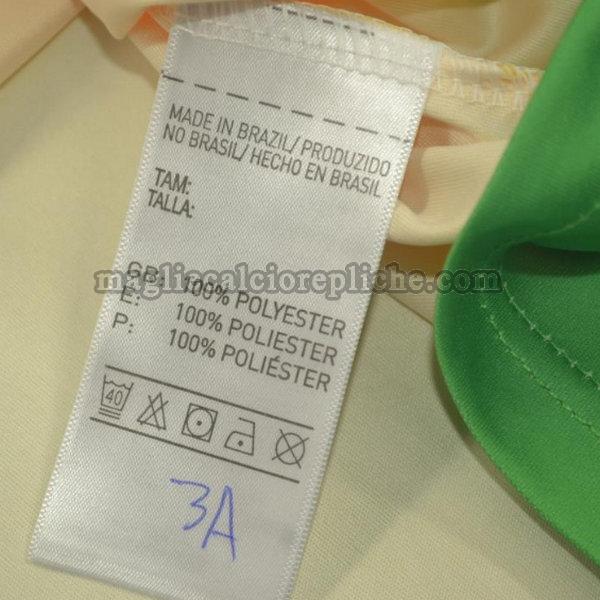 MADE IN BRAZIL/ PRODUZIDO
NO BRASIL/ HECHO EN BRASIL
TAM:
TALLA:
magliecalciorepliche.com
GB: 100% POLYESTER
E: 100% POLIESTER
P: 100% POLIÉSTER
40
3A